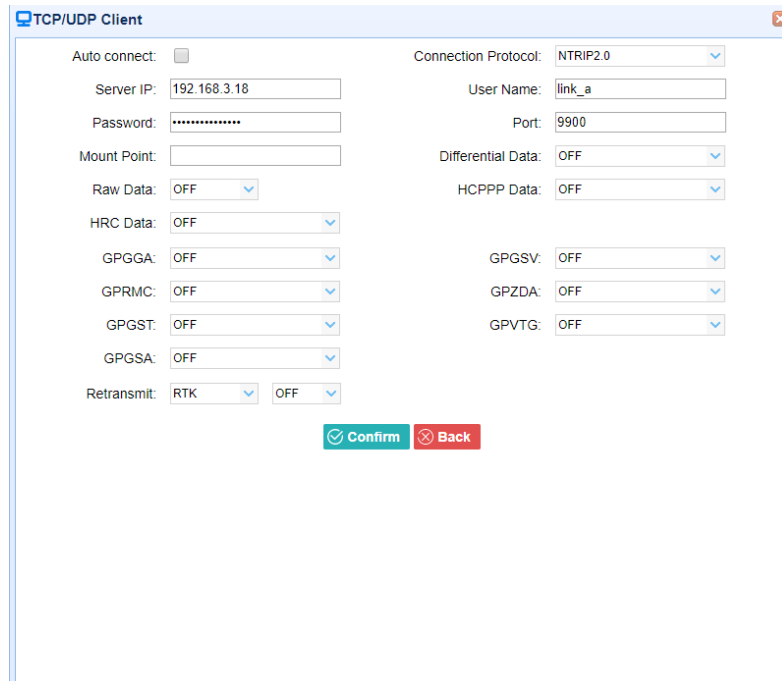 TCP/UDP Client
Auto connect: Connection Protocol: NTRIP2.0
Server IP: 192.168.3.18 User Name: link_a
Password: ••••••••••••••• Port: 9900
Mount Point: Differential Data: OFF
Raw Data: OFF HCPPP Data: OFF
HRC Data: OFF
GPGGA: OFF GPGSV: OFF
GPRMC: OFF GPZDA: OFF
GPGST: OFF GPVTG: OFF
GPGSA: OFF
Retransmit: RTK OFF
Confirm Back